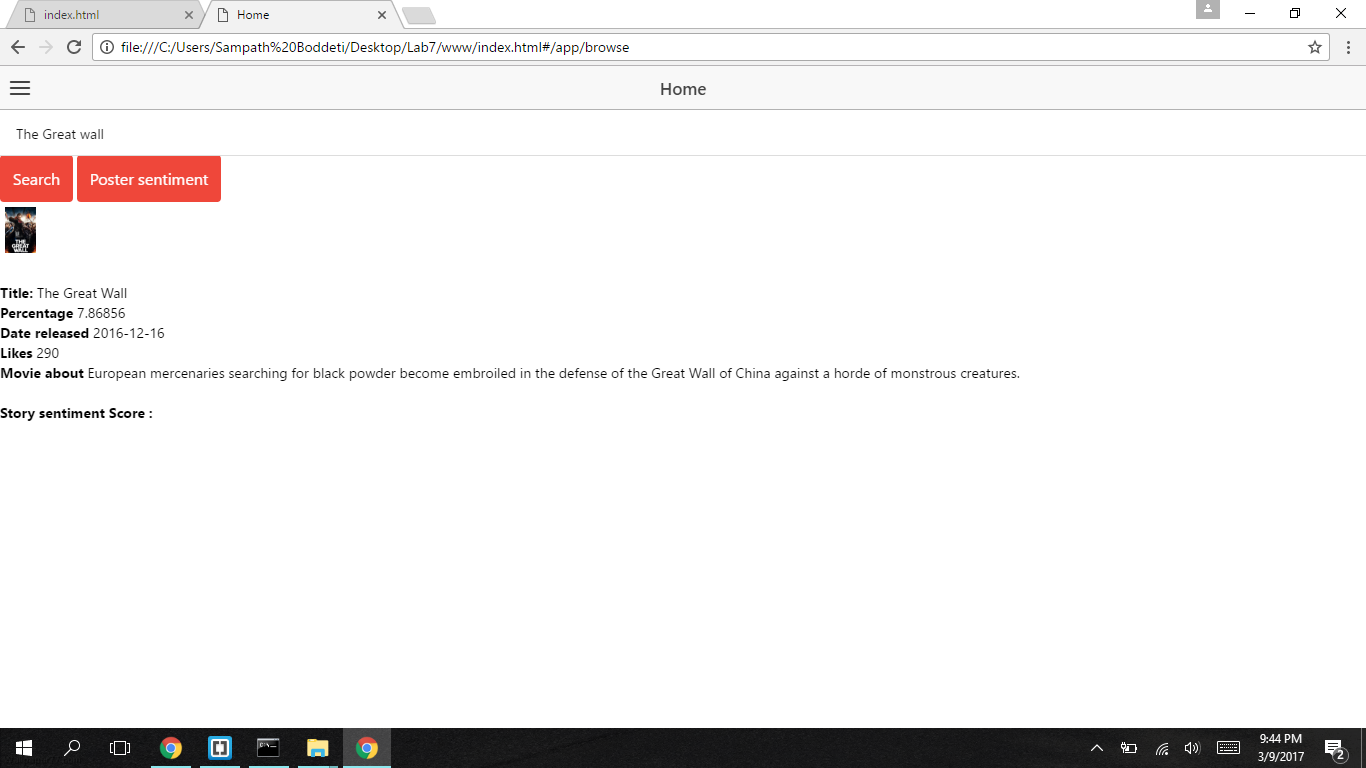 index.html
Home
file:///C:/Users/Sampath%20Boddeti/Desktop/Lab7/www/index.html#/app/browse
Home
The Great wall
Search
Poster sentiment
THE
GREAT
WALL
Title: The Great Wall
Percentage 7.86856
Date released 2016-12-16
Likes 290
Movie about European mercenaries searching for black powder become embroiled in the defense of the Great Wall of China against a horde of monstrous creatures.
Story sentiment Score :
9:44 PM
3/9/2017
2